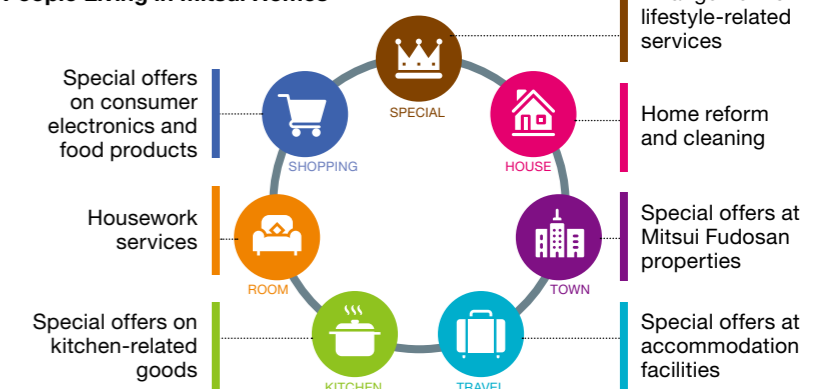 People Living in Mitsui Homes
lifestyle-related
services
SPECIAL
Special offers
on consumer
electronics and
food products
SHOPPING
HOUSE
Home reform
and cleaning
Housework
services
ROOM
TOWN
Special offers at
Mitsui Fudosan
properties
Special offers on
kitchen-related
goods
KITCHEN
TRAVEL
Special offers at
accommodation
facilities